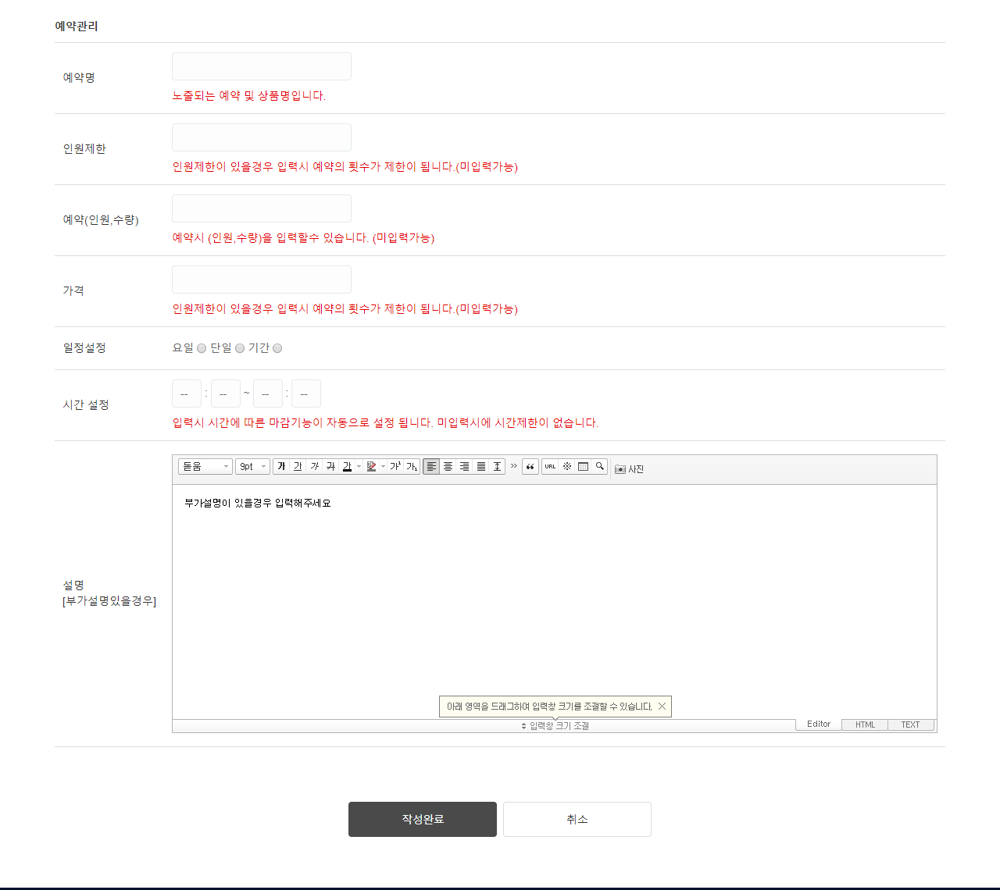 예약관리
예약명
노출되는 예약 및 상품명입니다.
인원제한
인원제한이 있을경우 입력시 예약의 횟수가 제한이 됩니다.(미입력가능)
예약(인원,수량)
예약시 (인원,수량)을 입력할수 있습니다. (미입력가능)
가격
인원제한이 있을경우 입력시 예약의 횟수가 제한이 됩니다.(미입력가능)
일정설정 요일 단일 기간
시간 설정 -- : -- ~ -- : --
입력시 시간에 따른 마감기능이 자동으로 설정 됩니다. 미입력시에 시간제한이 없습니다.
돋움 9pt 가 가 가 가 가 가¹ 가₁ URL ※ 사진
부가설명이 있을경우 입력해주세요
설명
[부가설명있을경우]
아래 영역을 드래그하여 입력창 크기를 조절할 수 있습니다.
입력창 크기 조절 Editor HTML TEXT
작성완료 취소